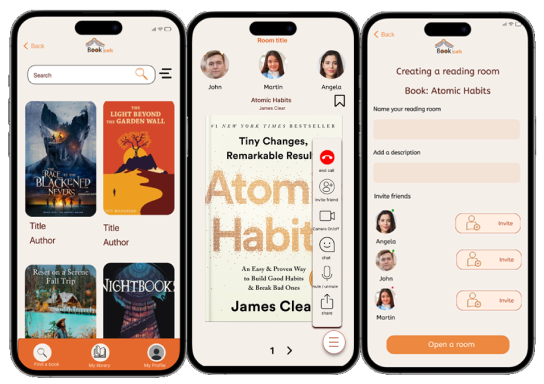 Back
Book
Search
THE
RACE
TO THE
BLACKENED
NEVERS
THE
LIGHT BEYOND
THE
GARDEN WALL
Title
Author
Title
Author
Reset on a Serene
Fall Trip
NIGHTBOOKS
Find a book
My library
My Profile
Room title
John
Martin
Angela
Atomic Habits
James Clear
#1 NEW YORK TIMES BESTSELLER
Tiny Changes,
Remarkable Resul
Atom
Habit
An Easy & Proven Way
to Build Good Habits
& Break Bad Ones
James Clea
end call
invite friend
Camera On/off
chat
mute / unmute
share
1
Back
Book
Creating a reading room
Book: Atomic Habits
Name your reading room
Add a description
Invite friends
Angela
Invite
John
Invite
Martin
Invite
Open a room